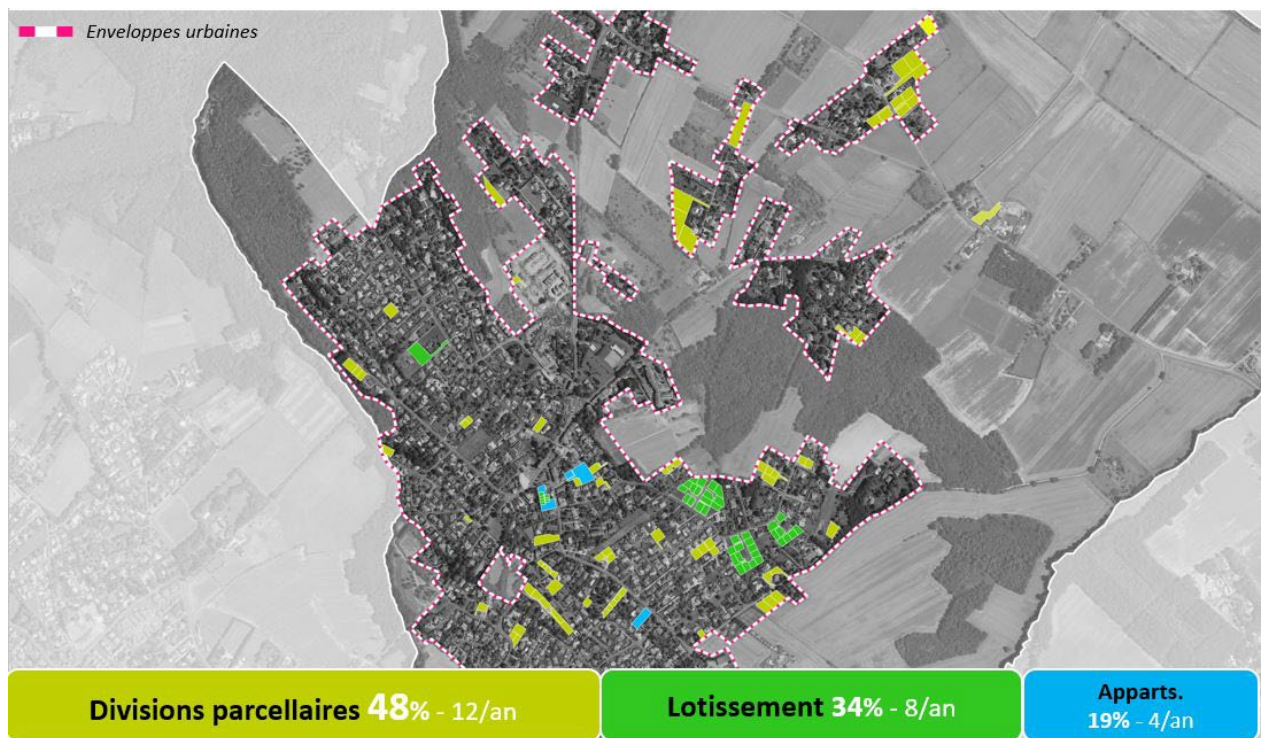 Enveloppes urbaines
Divisions parcellaires 48% - 12/an
Lotissement 34% - 8/an
Apparts.
19% - 4/an